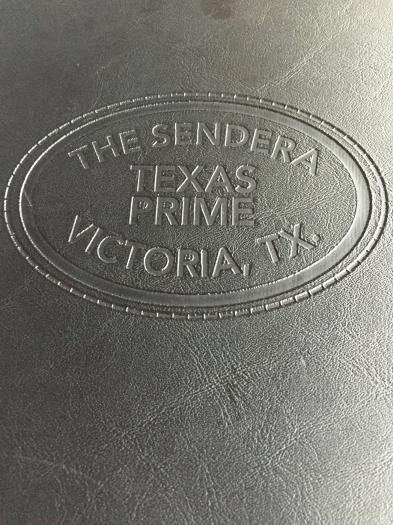 THE SENDERA
TEXAS
PRIME
VICTORIA, TX.